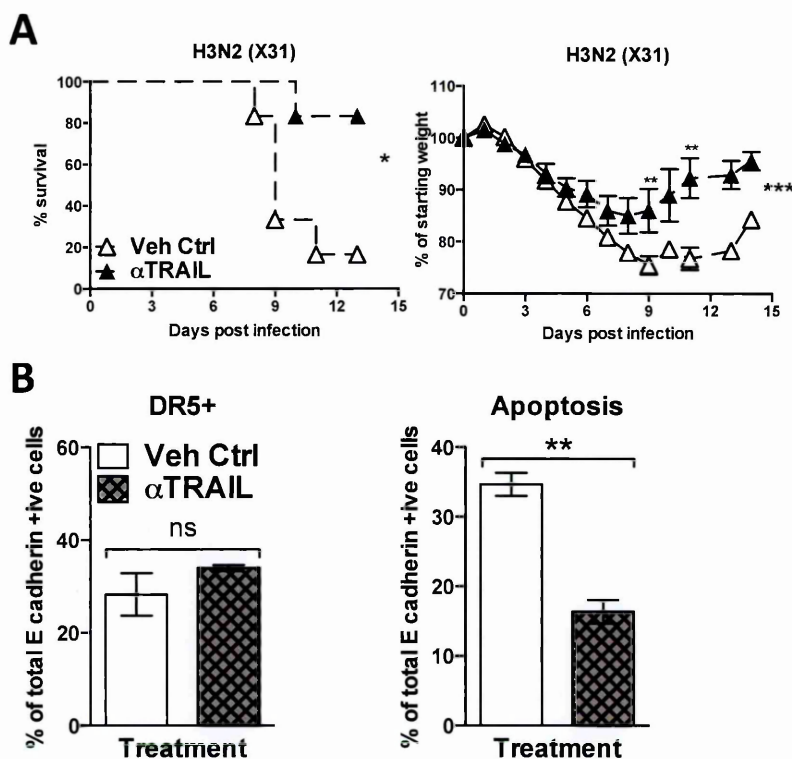 A
H3N2 (X31)
% survival
100
80
60
40
20
0
Veh Ctrl
αTRAIL
*
0 3 6 9 12 15
Days post infection
H3N2 (X31)
% of starting weight
110
100
90
80
70
**
**
***
0 3 6 9 12 15
Days post infection
B
DR5+
% of total E cadherin +ive cells
60
40
20
0
Veh Ctrl
αTRAIL
ns
Treatment
Apoptosis
% of total E cadherin +ive cells
40
30
20
10
0
**
Treatment